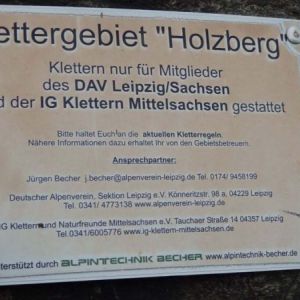 ettergebiet "Holzberg"
Klettern nur für Mitglieder
des DAV Leipzig/Sachsen
d der IG Klettern Mittelsachsen gestattet
Bitte haltet Euch an die aktuellen Kletterregeln.
Nähere Informationen dazu erhaltet Ihr von den Gebietsbetreuern.
Ansprechpartner:
Jürgen Becher j.becher@alpenverein-leipzig.de Tel. 0174/ 9458199
Deutscher Alpenverein, Sektion Leipzig e.V. Könneritzstr. 98 a, 04229 Leipzig
Tel. 0341/ 4773138 www.alpenverein-leipzig.de
IG Klettern und Naturfreunde Mittelsachsen e.V. Tauchaer Straße 14 04357 Leipzig
Tel.0341/6005776 www.ig-klettern-mittelsachsen.de
nterstützt durch ALPINTECHNIK BECHER www.alpintechnik-becher.de